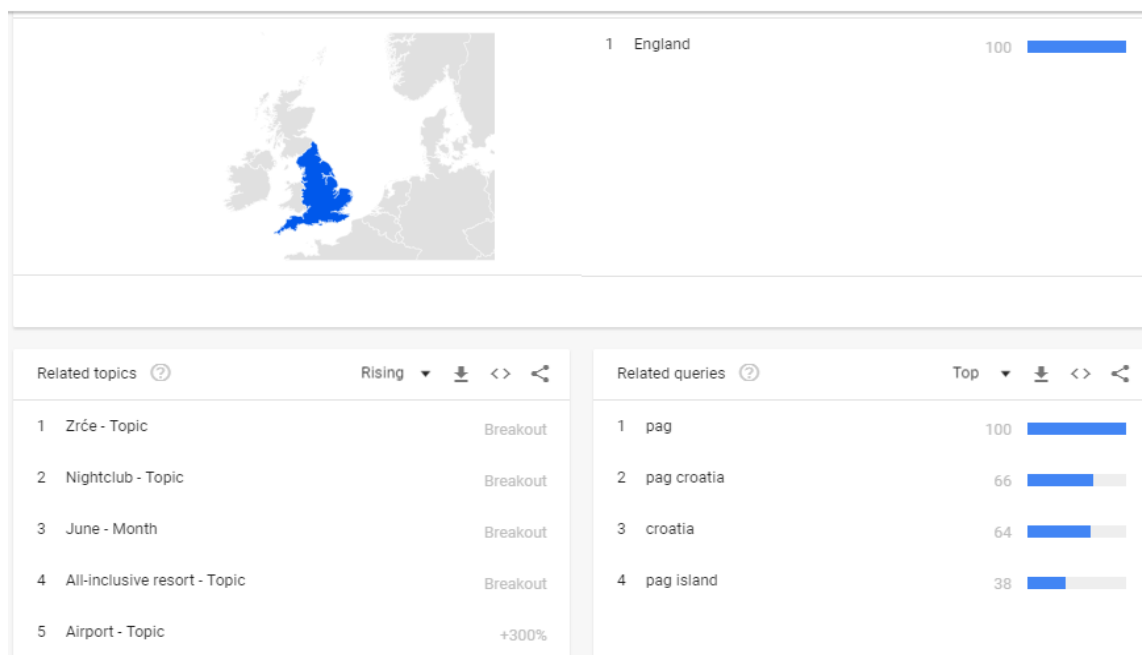 1 England 100
Related topics ? Rising
1 Zrće - Topic Breakout
2 Nightclub - Topic Breakout
3 June - Month Breakout
4 All-inclusive resort - Topic Breakout
5 Airport - Topic +300%
Related queries ? Top
1 pag 100
2 pag croatia 66
3 croatia 64
4 pag island 38